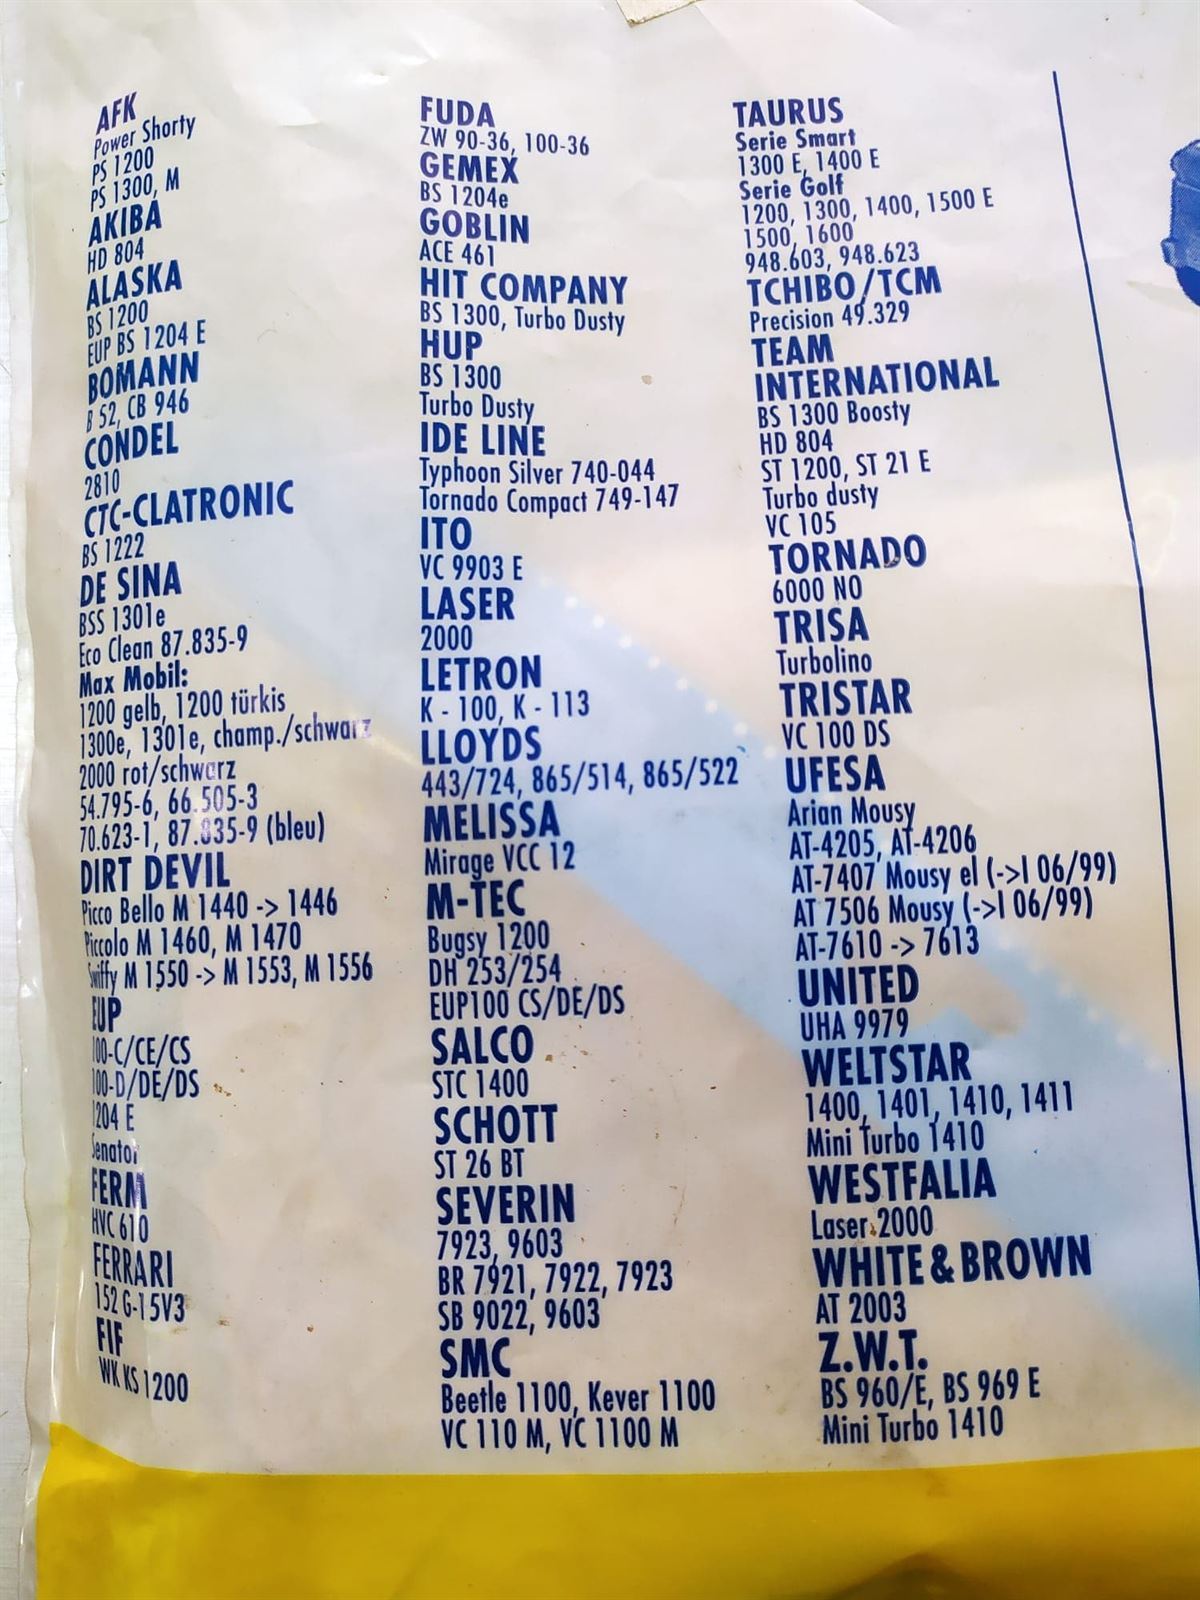 AFK
Power Shorty
PS 1200
PS 1300, M
AKIBA
HD 804
ALASKA
BS 1200
EUP BS 1204 E
BOMANN
B 52, CB 946
CONDEL
2810
CTC-CLATRONIC
BS 1222
DE SINA
BSS 1301e
Eco Clean 87.835-9
Max Mobil:
1200 gelb, 1200 türkis
1300e, 1301e, champ./schwarz
2000 rot/schwarz
54.795-6, 66.505-3
70.623-1, 87.835-9 (bleu)
DIRT DEVIL
Picco Bello M 1440 -> 1446
Piccolo M 1460, M 1470
Swiffy M 1550 -> M 1553, M 1556
EUP
100-C/CE/CS
100-D/DE/DS
1204 E
Senator
FERM
HVC 610
FERRARI
152 G-15V3
FIF
WK KS 1200
FUDA
ZW 90-36, 100-36
GEMEX
BS 1204e
GOBLIN
ACE 461
HIT COMPANY
BS 1300, Turbo Dusty
HUP
BS 1300
Turbo Dusty
IDE LINE
Typhoon Silver 740-044
Tornado Compact 749-147
ITO
VC 9903 E
LASER
2000
LETRON
K - 100, K - 113
LLOYDS
443/724, 865/514, 865/522
MELISSA
Mirage VCC 12
M-TEC
Bugsy 1200
DH 253/254
EUP100 CS/DE/DS
SALCO
STC 1400
SCHOTT
ST 26 BT
SEVERIN
7923, 9603
BR 7921, 7922, 7923
SB 9022, 9603
SMC
Beetle 1100, Kever 1100
VC 110 M, VC 1100 M
TAURUS
Serie Smart
1300 E, 1400 E
Serie Golf
1200, 1300, 1400, 1500 E
1500, 1600
948.603, 948.623
TCHIBO/TCM
Precision 49.329
TEAM
INTERNATIONAL
BS 1300 Boosty
HD 804
ST 1200, ST 21 E
Turbo dusty
VC 105
TORNADO
6000 NO
TRISA
Turbolino
TRISTAR
VC 100 DS
UFESA
Arian Mousy
AT-4205, AT-4206
AT-7407 Mousy el (->I 06/99)
AT 7506 Mousy (->I 06/99)
AT-7610 -> 7613
UNITED
UHA 9979
WELTSTAR
1400, 1401, 1410, 1411
Mini Turbo 1410
WESTFALIA
Laser 2000
WHITE & BROWN
AT 2003
Z.W.T.
BS 960/E, BS 969 E
Mini Turbo 1410